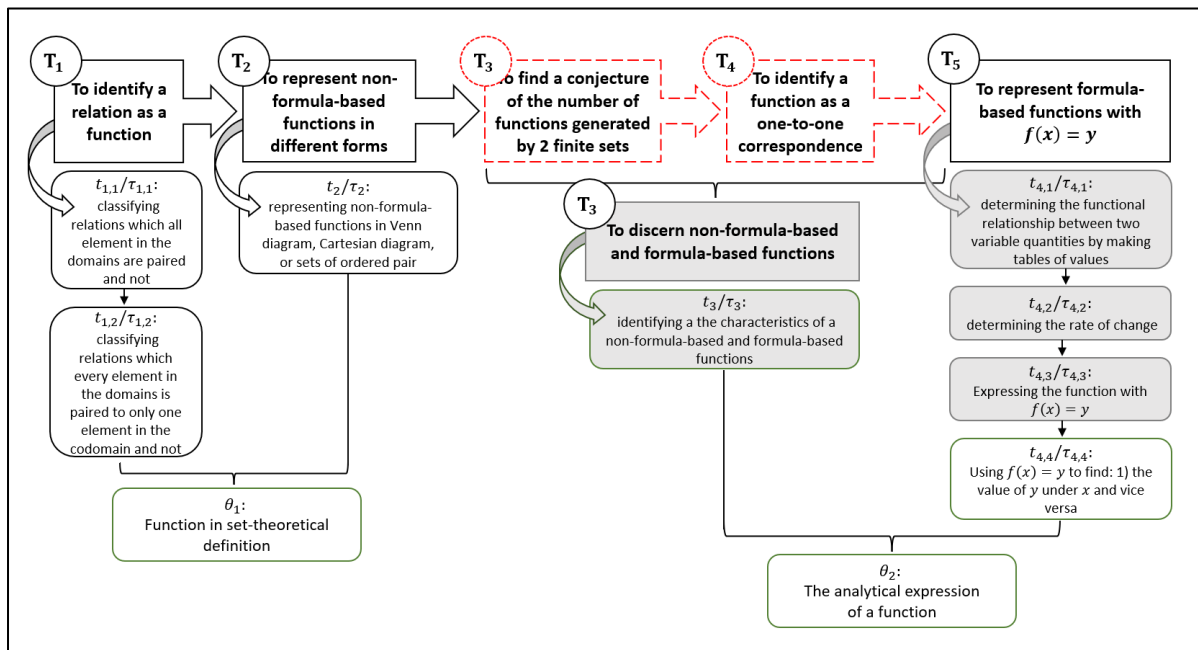 T₁
To identify a
relation as a
function
T₂
To represent non-
formula-based
functions in
different forms
T₃
To find a conjecture
of the number of
functions generated
by 2 finite sets
T₄
To identify a
function as a
one-to-one
correspondence
T₅
To represent formula-
based functions with
f(x) = y
t₁,₁/τ₁,₁:
classifying
relations which all
element in the
domains are paired
and not
t₁,₂/τ₁,₂:
classifying
relations which
every element in
the domains is
paired to only one
element in the
codomain and not
t₂/τ₂:
representing non-formula-
based functions in Venn
diagram, Cartesian diagram,
or sets of ordered pair
θ₁:
Function in set-theoretical
definition
T₃
To discern non-formula-based
and formula-based functions
t₃/τ₃:
identifying a the characteristics of a
non-formula-based and formula-based
functions
t₄,₁/τ₄,₁:
determining the functional
relationship between two
variable quantities by making
tables of values
t₄,₂/τ₄,₂:
determining the rate of change
t₄,₃/τ₄,₃:
Expressing the function with
f(x) = y
t₄,₄/τ₄,₄:
Using f(x) = y to find: 1) the
value of y under x and vice
versa
θ₂:
The analytical expression
of a function